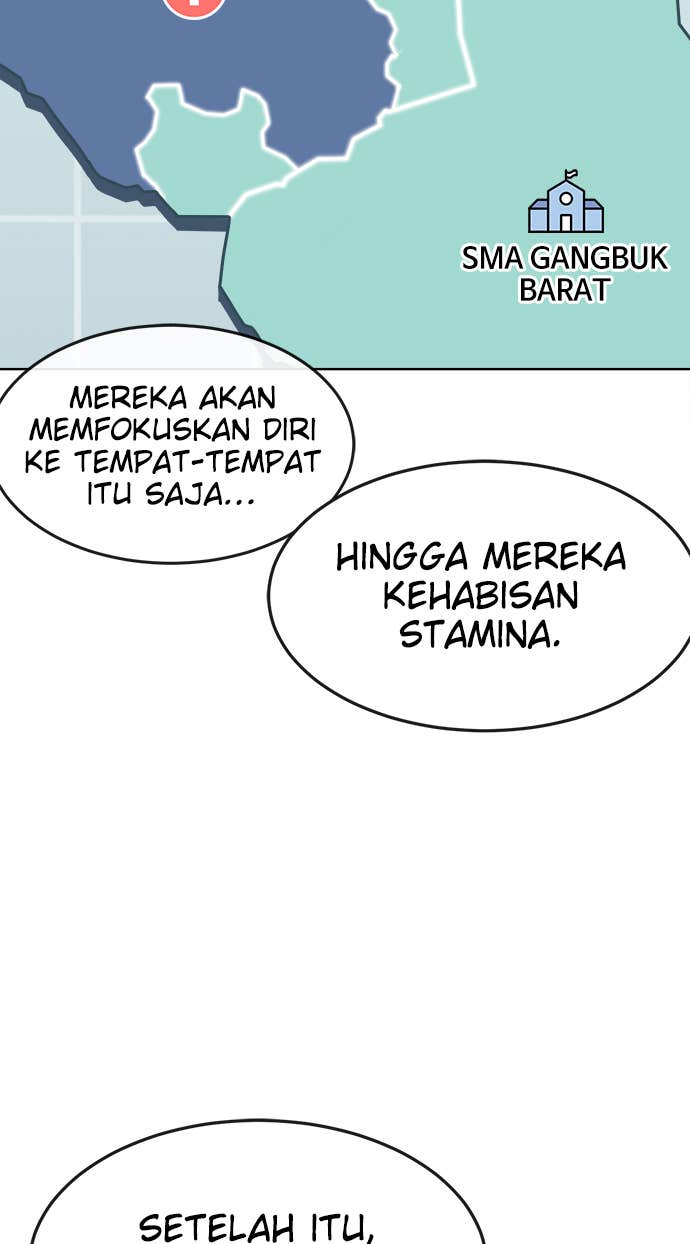 SMA GANGBUK
BARAT
MEREKA AKAN
MEMFOKUSKAN DIRI
KE TEMPAT-TEMPAT
ITU SAJA...
HINGGA MEREKA
KEHABISAN
STAMINA.
SETELAH ITU,